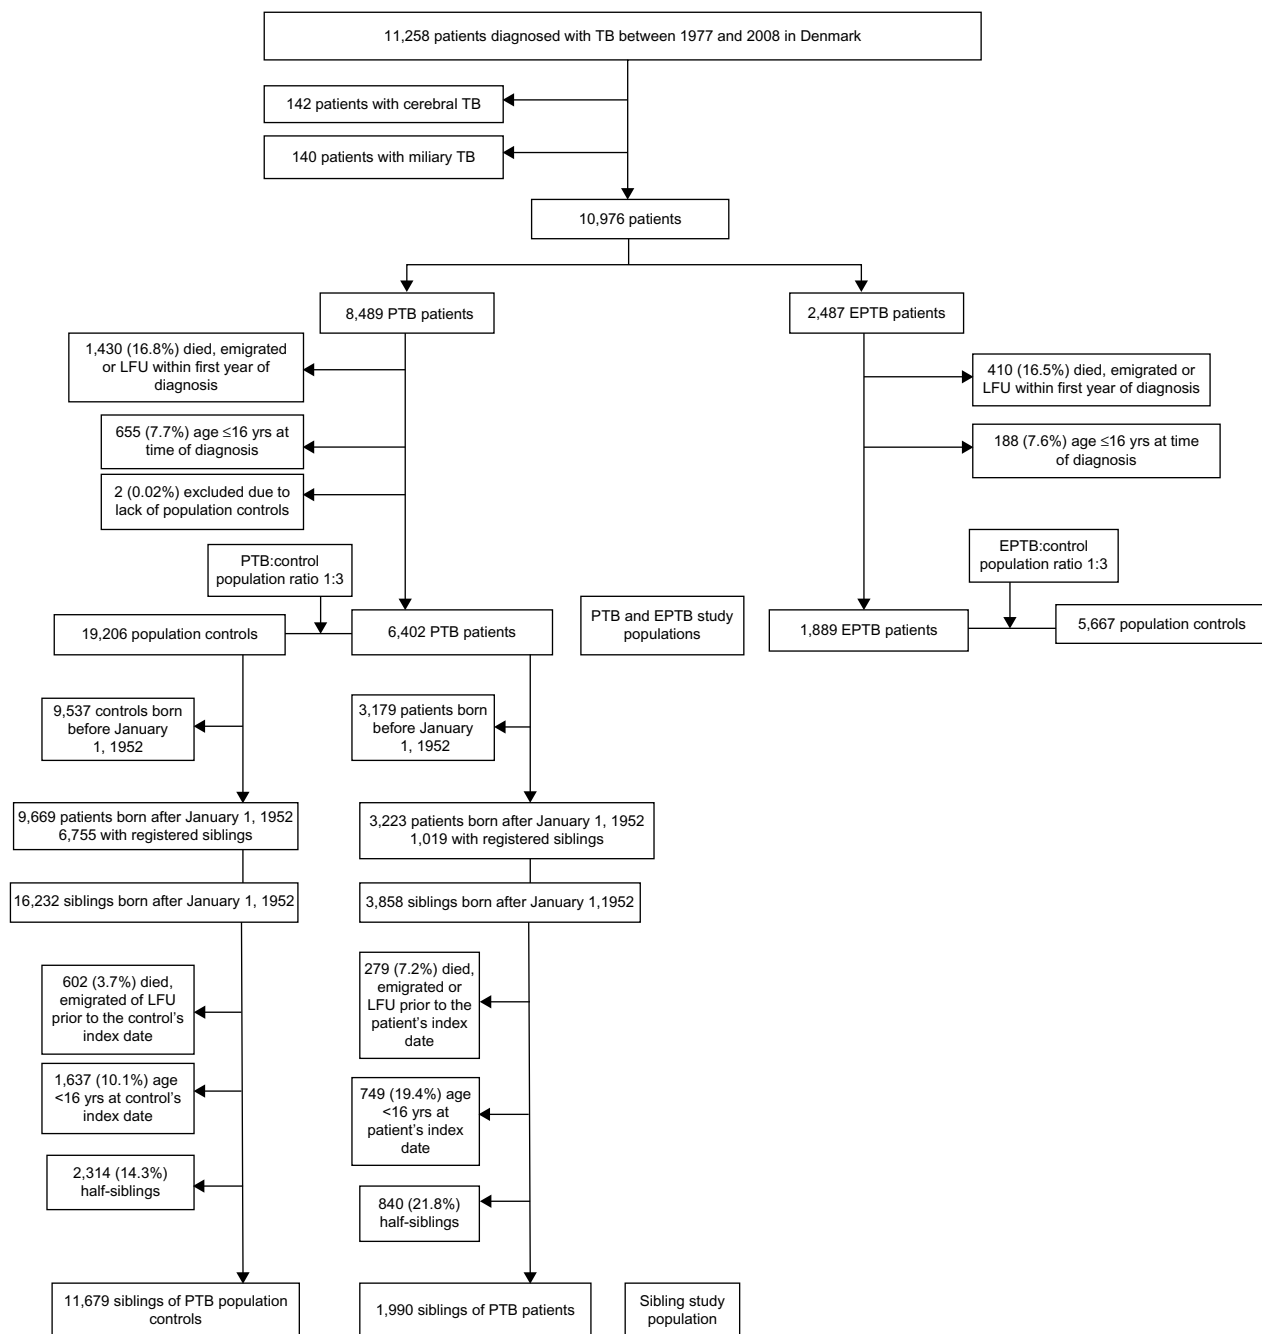 11,258 patients diagnosed with TB between 1977 and 2008 in Denmark
142 patients with cerebral TB
140 patients with miliary TB
10,976 patients
8,489 PTB patients
2,487 EPTB patients
1,430 (16.8%) died, emigrated
or LFU within first year of
diagnosis
410 (16.5%) died, emigrated or
LFU within first year of diagnosis
655 (7.7%) age ≤16 yrs at
time of diagnosis
188 (7.6%) age ≤16 yrs at time
of diagnosis
2 (0.02%) excluded due to
lack of population controls
PTB:control
population ratio 1:3
EPTB:control
population ratio 1:3
19,206 population controls
6,402 PTB patients
PTB and EPTB study
populations
1,889 EPTB patients
5,667 population controls
9,537 controls born
before January
1, 1952
3,179 patients born
before January
1, 1952
9,669 patients born after January 1, 1952
6,755 with registered siblings
3,223 patients born after January 1, 1952
1,019 with registered siblings
16,232 siblings born after January 1, 1952
3,858 siblings born after January 1,1952
602 (3.7%) died,
emigrated of LFU
prior to the control's
index date
279 (7.2%) died,
emigrated or
LFU prior to the
patient's index
date
1,637 (10.1%) age
<16 yrs at control's
index date
749 (19.4%) age
<16 yrs at
patient's index
date
2,314 (14.3%)
half-siblings
840 (21.8%)
half-siblings
11,679 siblings of PTB population
controls
1,990 siblings of PTB patients
Sibling study
population